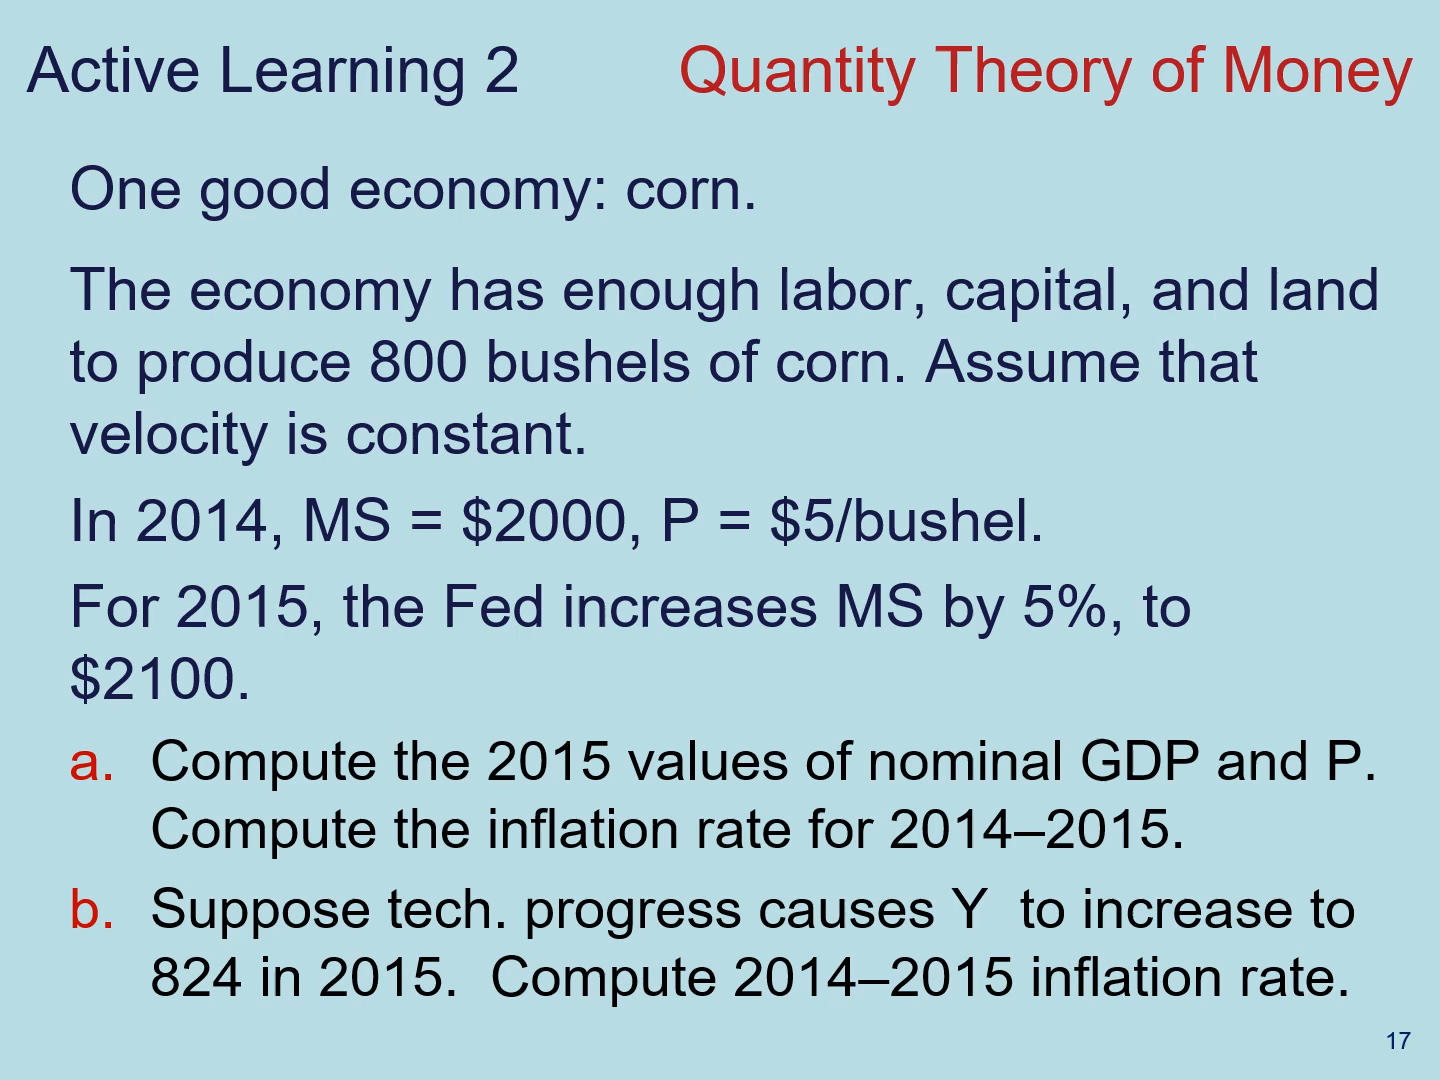 Active Learning 2 Quantity Theory of Money
One good economy: corn.
The economy has enough labor, capital, and land
to produce 800 bushels of corn. Assume that
velocity is constant.
In 2014, MS = $2000, P = $5/bushel.
For 2015, the Fed increases MS by 5%, to
$2100.
a. Compute the 2015 values of nominal GDP and P.
Compute the inflation rate for 2014–2015.
b. Suppose tech. progress causes Y to increase to
824 in 2015. Compute 2014–2015 inflation rate.
17